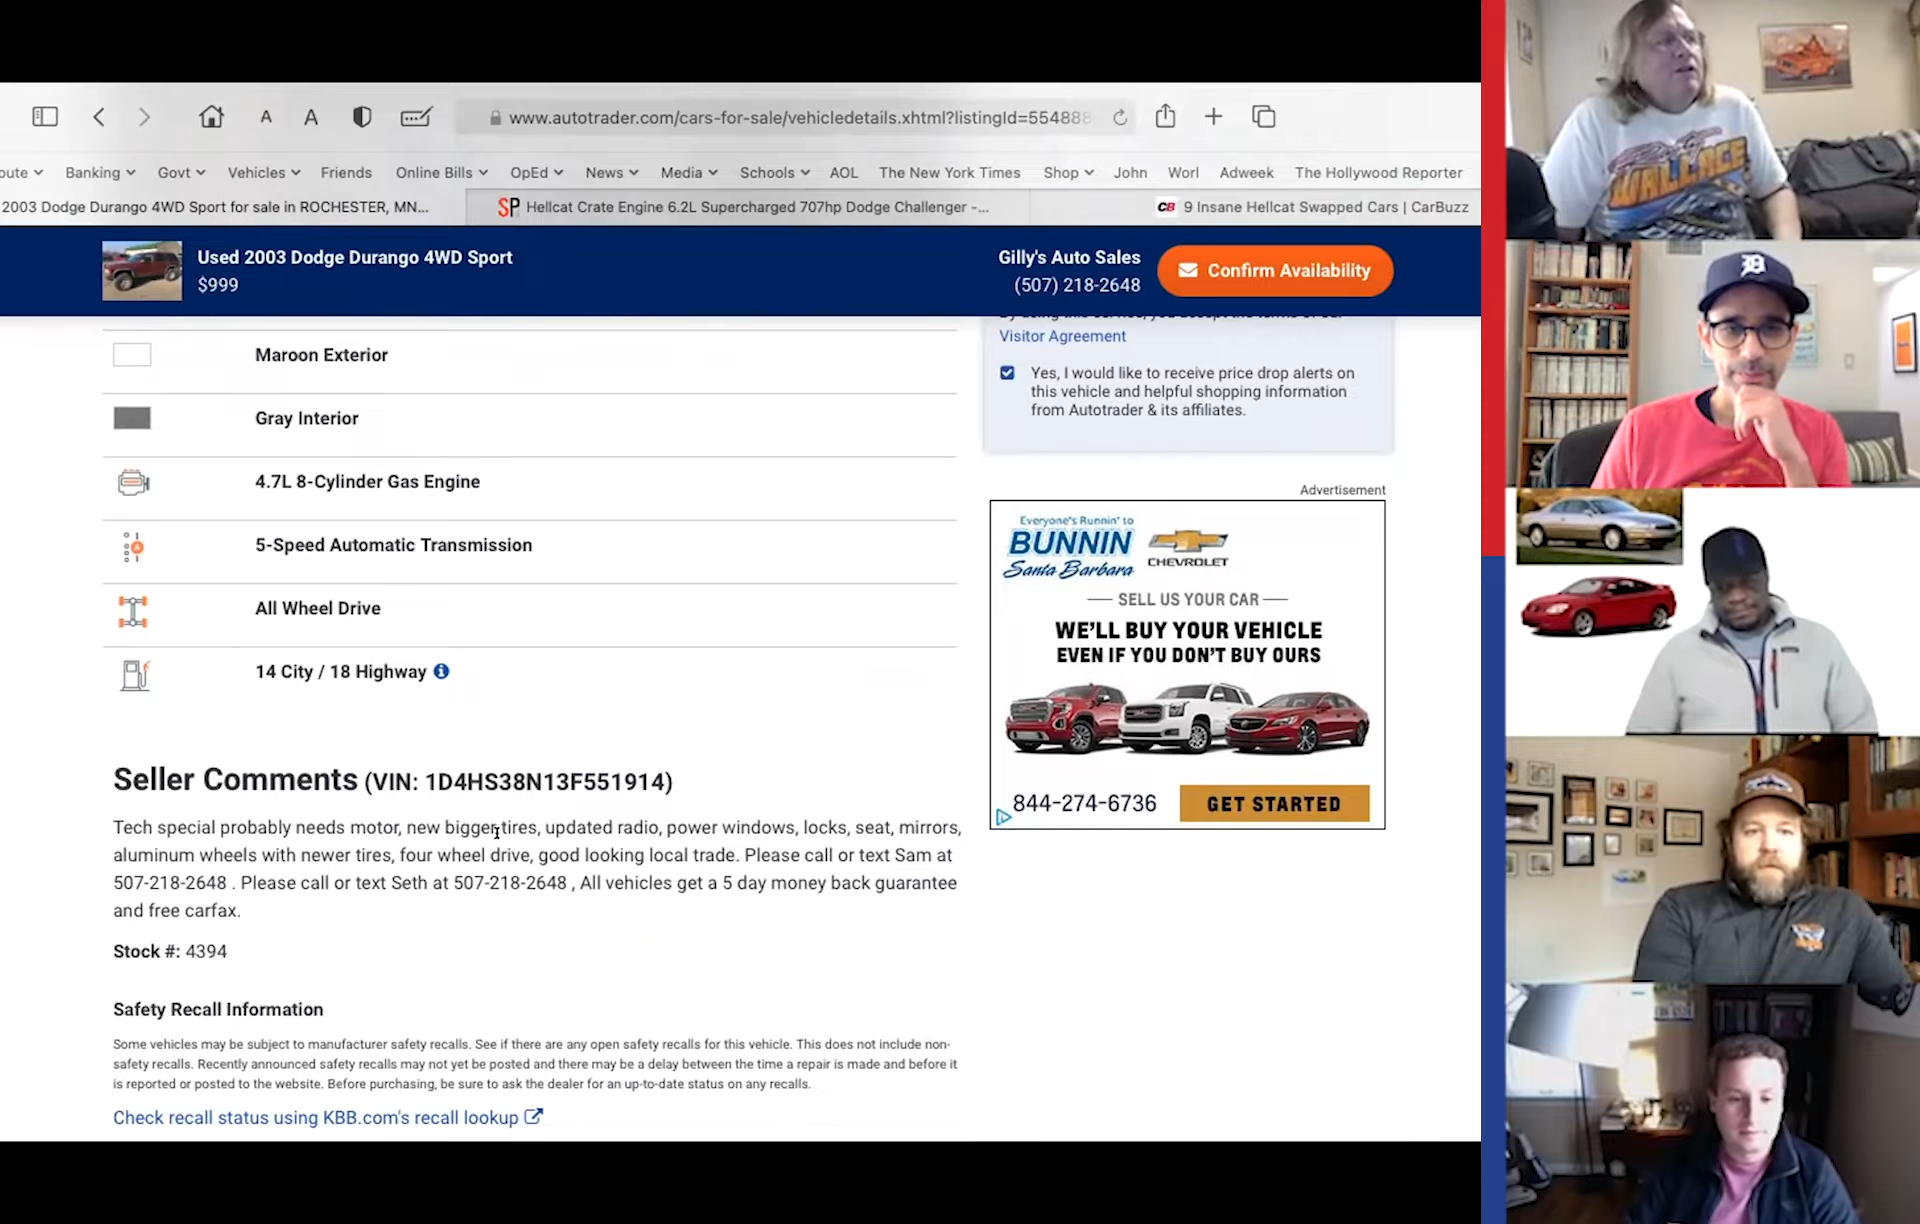 www.autotrader.com/cars-for-sale/vehicledetails.xhtml?listingId=554888
Banking
Govt
Vehicles
Friends
Online Bills
OpEd
News
Media
Schools
AOL
The New York Times
Shop
John
Worl
Adweek
The Hollywood Reporter
2003 Dodge Durango 4WD Sport for sale in ROCHESTER, MN...
SP Hellcat Crate Engine 6.2L Supercharged 707hp Dodge Challenger -...
CB 9 Insane Hellcat Swapped Cars | CarBuzz
Used 2003 Dodge Durango 4WD Sport
$999
Gilly's Auto Sales
(507) 218-2648
Confirm Availability
Maroon Exterior
Gray Interior
4.7L 8-Cylinder Gas Engine
5-Speed Automatic Transmission
All Wheel Drive
14 City / 18 Highway
Visitor Agreement
Yes, I would like to receive price drop alerts on
this vehicle and helpful shopping information
from Autotrader & its affiliates.
Advertisement
Everyone's Runnin' to
BUNNIN
Santa Barbara
CHEVROLET
SELL US YOUR CAR
WE'LL BUY YOUR VEHICLE
EVEN IF YOU DON'T BUY OURS
844-274-6736
GET STARTED
Seller Comments (VIN: 1D4HS38N13F551914)
Tech special probably needs motor, new bigger tires, updated radio, power windows, locks, seat, mirrors,
aluminum wheels with newer tires, four wheel drive, good looking local trade. Please call or text Sam at
507-218-2648 . Please call or text Seth at 507-218-2648 , All vehicles get a 5 day money back guarantee
and free carfax.
Stock #: 4394
Safety Recall Information
Some vehicles may be subject to manufacturer safety recalls. See if there are any open safety recalls for this vehicle. This does not include non-
safety recalls. Recently announced safety recalls may not yet be posted and there may be a delay between the time a repair is made and before it
is reported or posted to the website. Before purchasing, be sure to ask the dealer for an up-to-date status on any recalls.
Check recall status using KBB.com's recall lookup
WALLACE